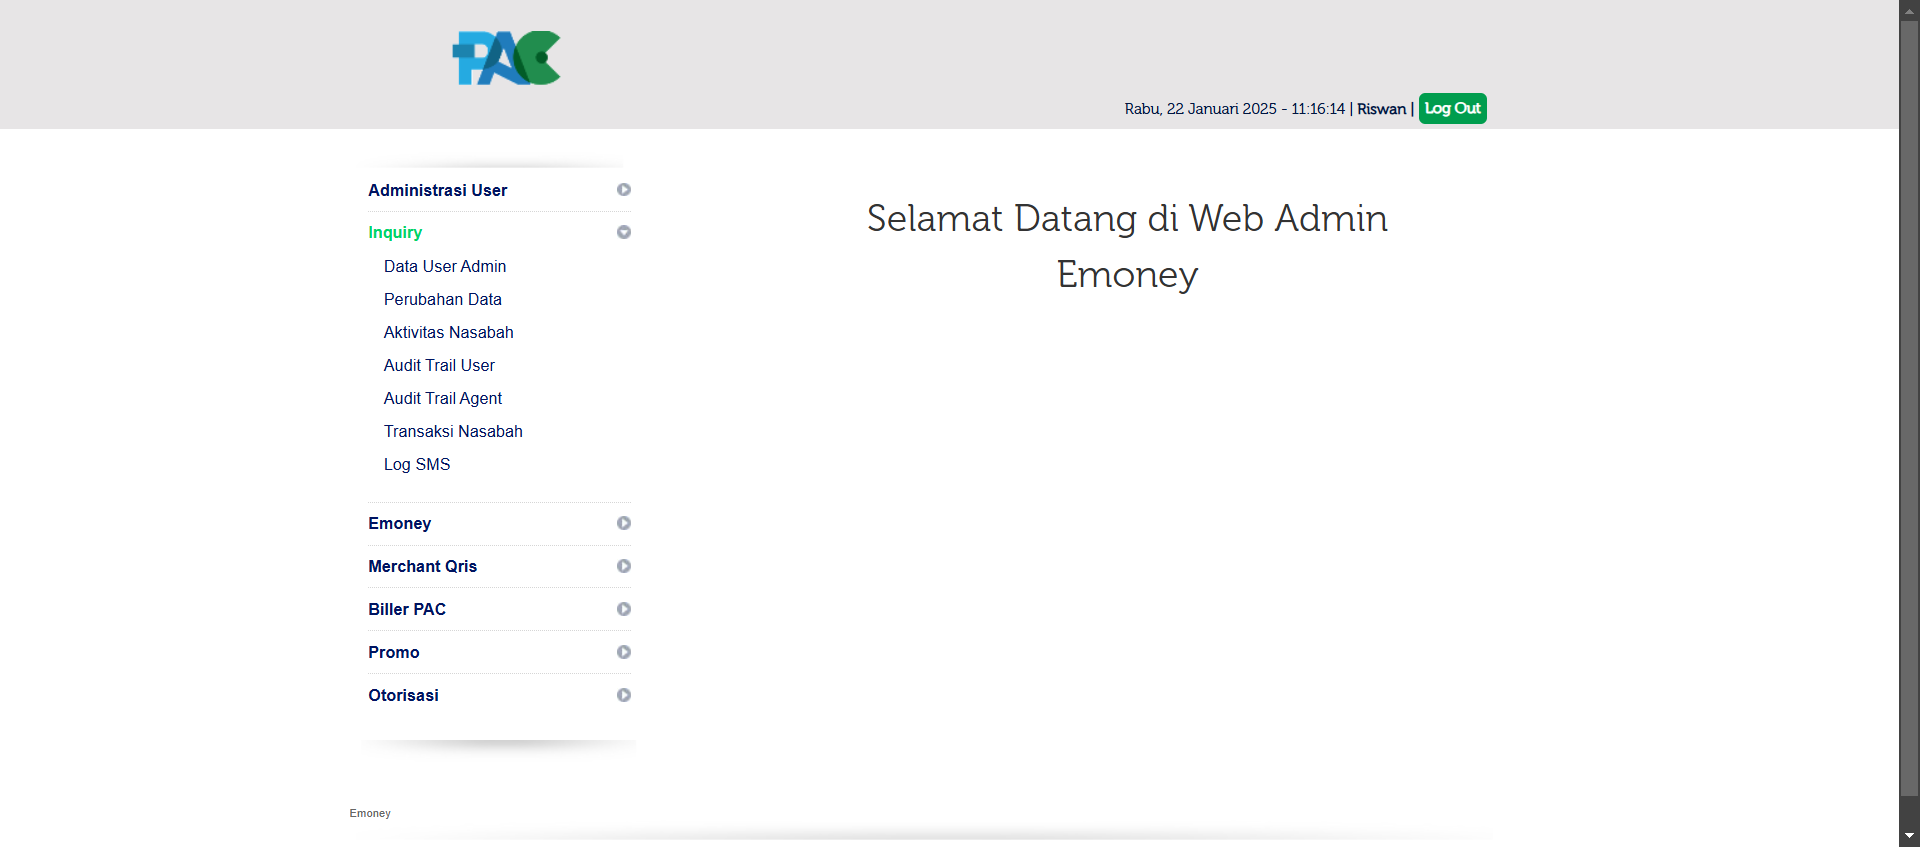 PAC
Rabu, 22 Januari 2025 - 11:16:14 | Riswan | Log Out
Administrasi User
Inquiry
Data User Admin
Perubahan Data
Aktivitas Nasabah
Audit Trail User
Audit Trail Agent
Transaksi Nasabah
Log SMS
Emoney
Merchant Qris
Biller PAC
Promo
Otorisasi
Selamat Datang di Web Admin
Emoney
Emoney